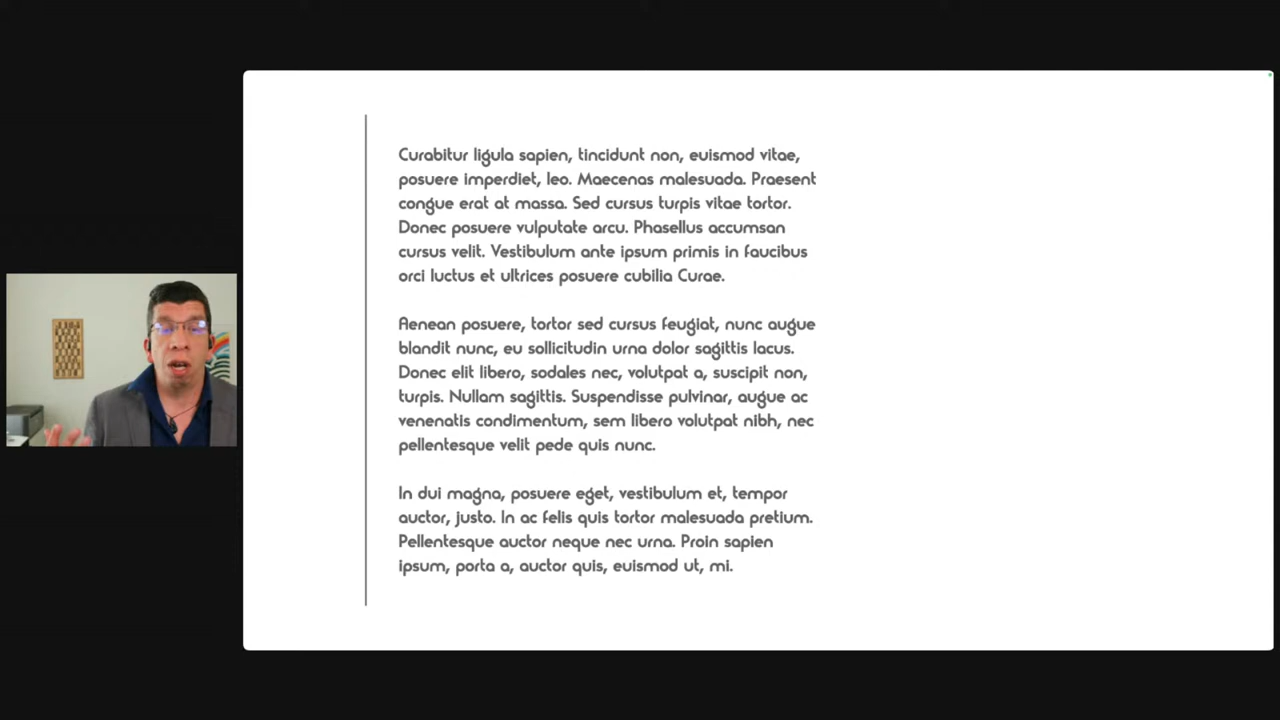 Curabitur ligula sapien, tincidunt non, euismod vitae,
posuere imperdiet, leo. Maecenas malesuada. Praesent
congue erat at massa. Sed cursus turpis vitae tortor.
Donec posuere vulputate arcu. Phasellus accumsan
cursus velit. Vestibulum ante ipsum primis in faucibus
orci luctus et ultrices posuere cubilia Curae.
Aenean posuere, tortor sed cursus feugiat, nunc augue
blandit nunc, eu sollicitudin urna dolor sagittis lacus.
Donec elit libero, sodales nec, volutpat a, suscipit non,
turpis. Nullam sagittis. Suspendisse pulvinar, augue ac
venenatis condimentum, sem libero volutpat nibh, nec
pellentesque velit pede quis nunc.
In dui magna, posuere eget, vestibulum et, tempor
auctor, justo. In ac felis quis tortor malesuada pretium.
Pellentesque auctor neque nec urna. Proin sapien
ipsum, porta a, auctor quis, euismod ut, mi.